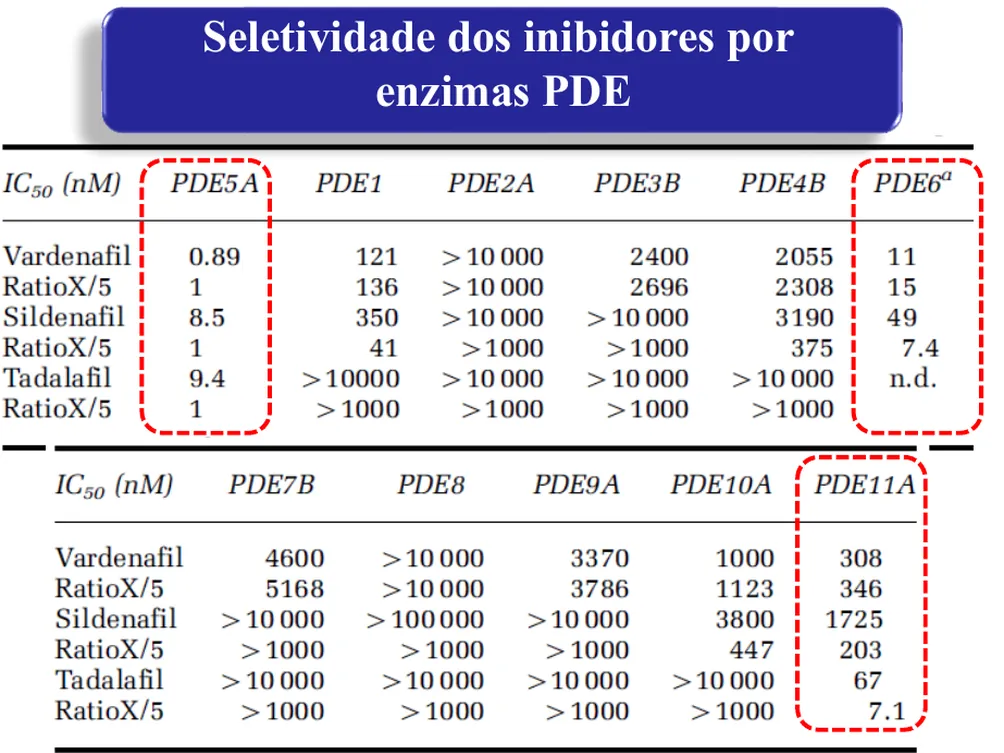 Seletividade dos inibidores por
enzimas PDE
IC50 (nM) PDE5A PDE1 PDE2A PDE3B PDE4B PDE6a
Vardenafil 0.89 121 >10 000 2400 2055 11
RatioX/5 1 136 >10 000 2696 2308 15
Sildenafil 8.5 350 >10 000 >10 000 3190 49
RatioX/5 1 41 >1000 >1000 375 7.4
Tadalafil 9.4 >10000 >10 000 >10 000 >10 000 n.d.
RatioX/5 1 >1000 >1000 >1000 >1000
IC50 (nM) PDE7B PDE8 PDE9A PDE10A PDE11A
Vardenafil 4600 >10 000 3370 1000 308
RatioX/5 5168 >10 000 3786 1123 346
Sildenafil >10 000 >100 000 >10 000 3800 1725
RatioX/5 >1000 >1000 >1000 447 203
Tadalafil >10 000 >10 000 >10 000 >10 000 67
RatioX/5 >1000 >1000 >1000 >1000 7.1